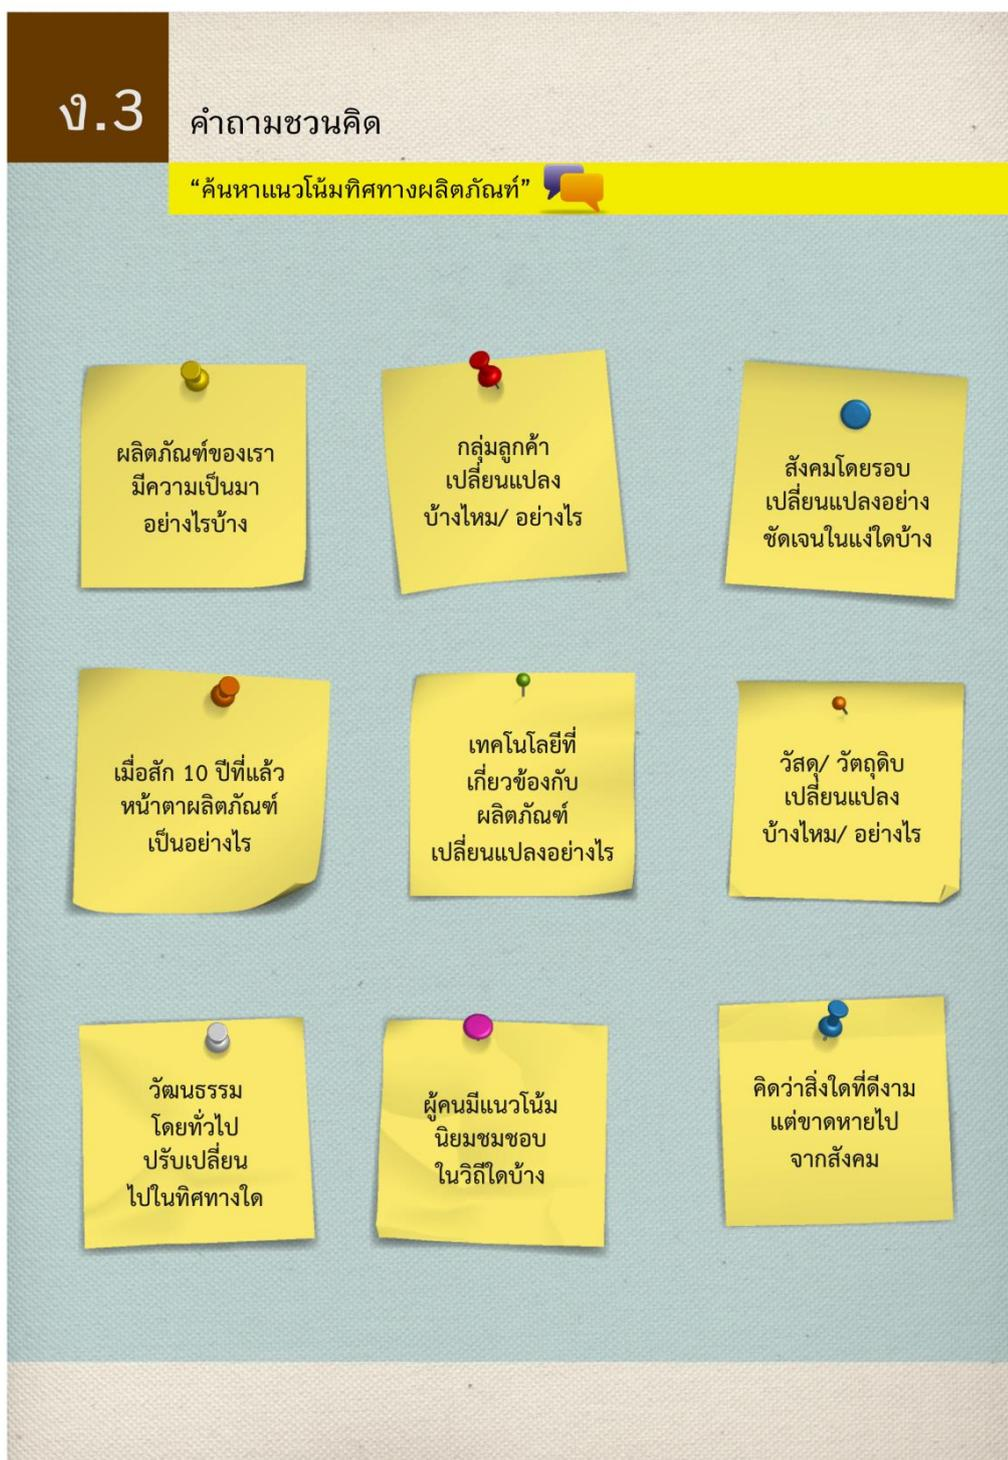 ง.3
คำถามชวนคิด
“ค้นหาแนวโน้มทิศทางผลิตภัณฑ์”
ผลิตภัณฑ์ของเรา
มีความเป็นมา
อย่างไรบ้าง
กลุ่มลูกค้า
เปลี่ยนแปลง
บ้างไหม/ อย่างไร
สังคมโดยรอบ
เปลี่ยนแปลงอย่าง
ชัดเจนในแง่ใดบ้าง
เมื่อสัก 10 ปีที่แล้ว
หน้าตาผลิตภัณฑ์
เป็นอย่างไร
เทคโนโลยีที่
เกี่ยวข้องกับ
ผลิตภัณฑ์
เปลี่ยนแปลงอย่างไร
วัสดุ/ วัตถุดิบ
เปลี่ยนแปลง
บ้างไหม/ อย่างไร
วัฒนธรรม
โดยทั่วไป
ปรับเปลี่ยน
ไปในทิศทางใด
ผู้คนมีแนวโน้ม
นิยมชมชอบ
ในวิถีใดบ้าง
คิดว่าสิ่งใดที่ดีงาม
แต่ขาดหายไป
จากสังคม